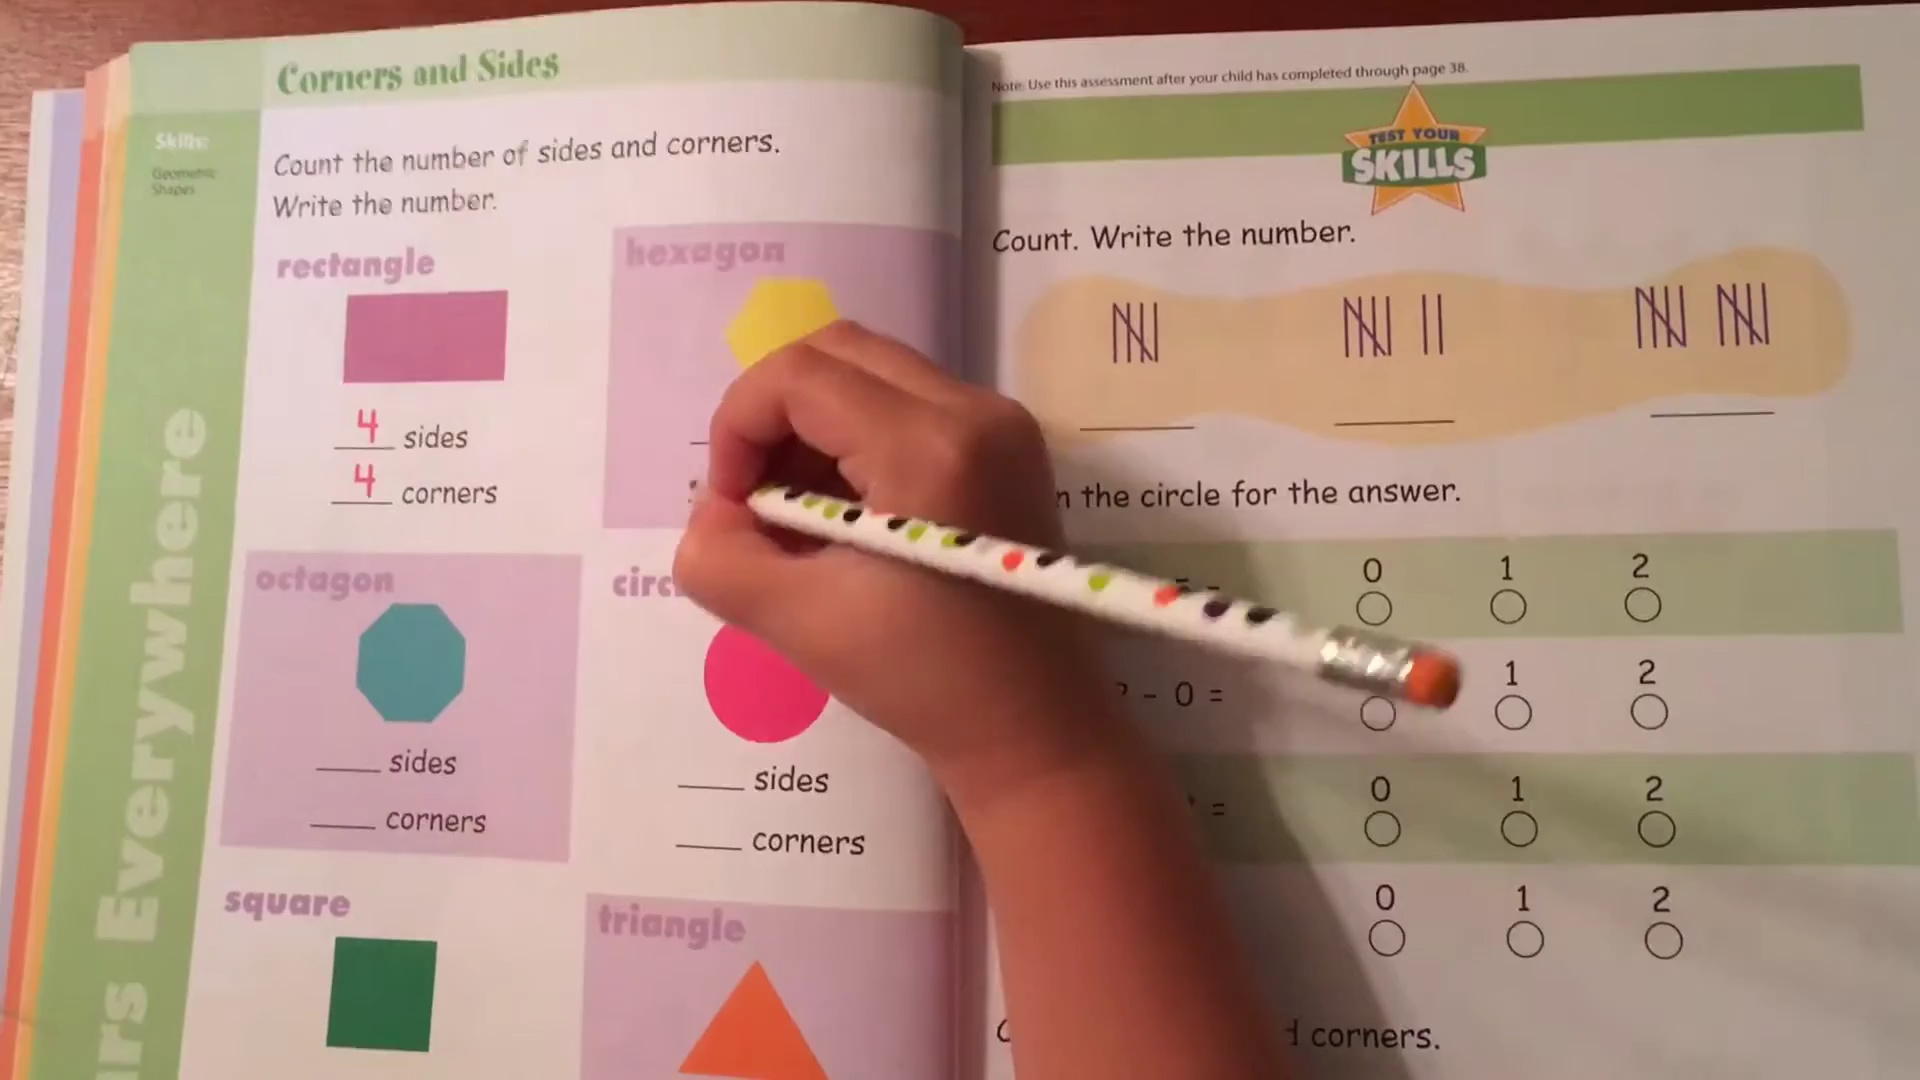 Corners and Sides
Skills:
Geometric
Shapes
Count the number of sides and corners.
Write the number.
rectangle
4 sides
4 corners
hexagon
octagon
sides
corners
sides
corners
square
triangle
Everywhere
Note: Use this assessment after your child has completed through page 38.
TEST YOUR
SKILLS
Count. Write the number.
the circle for the answer.
0 1 2
- 0 =
1 2
=
0 1 2
0 1 2
corners.